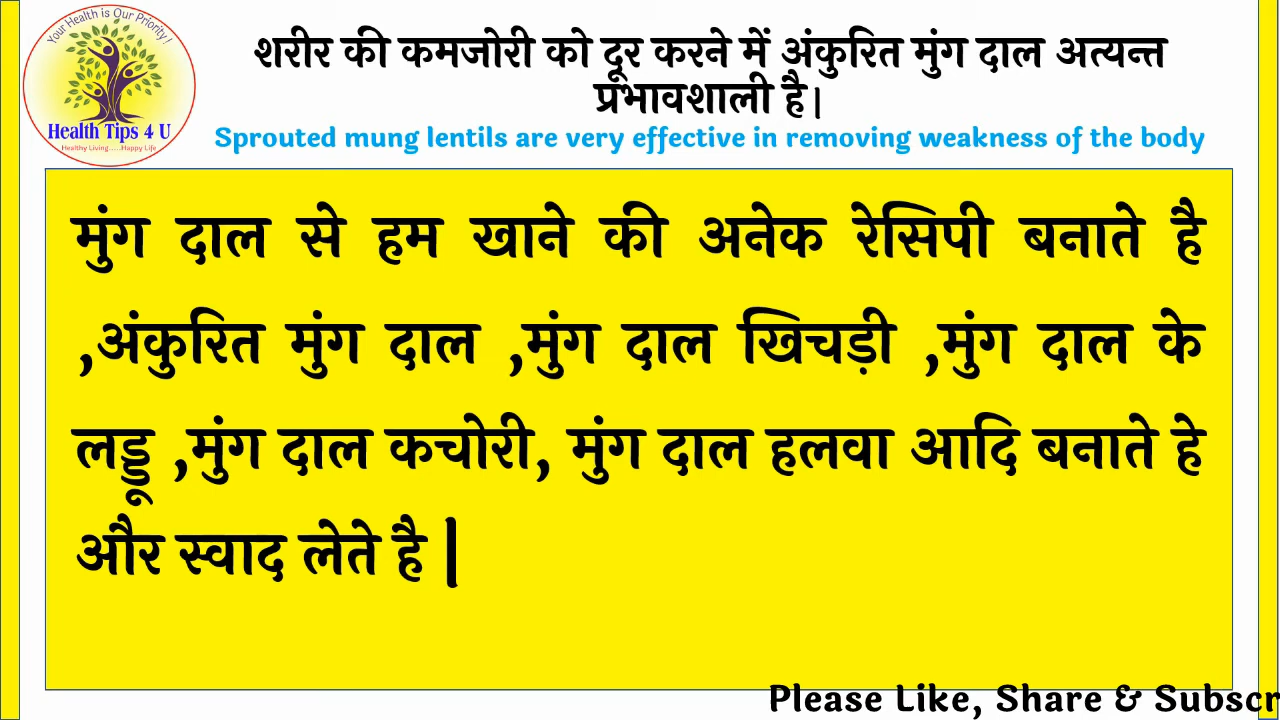 Your Health is Our Priority!
Health Tips 4 U
Healthy Living.....Happy Life
शरीर की कमजोरी को दूर करने में अंकुरित मुंग दाल अत्यन्त
प्रभावशाली है।
Sprouted mung lentils are very effective in removing weakness of the body
मुंग दाल से हम खाने की अनेक रेसिपी बनाते है
,अंकुरित मुंग दाल ,मुंग दाल खिचड़ी ,मुंग दाल के
लड्डू ,मुंग दाल कचोरी, मुंग दाल हलवा आदि बनाते हे
और स्वाद लेते है |
Please Like, Share & Subscr